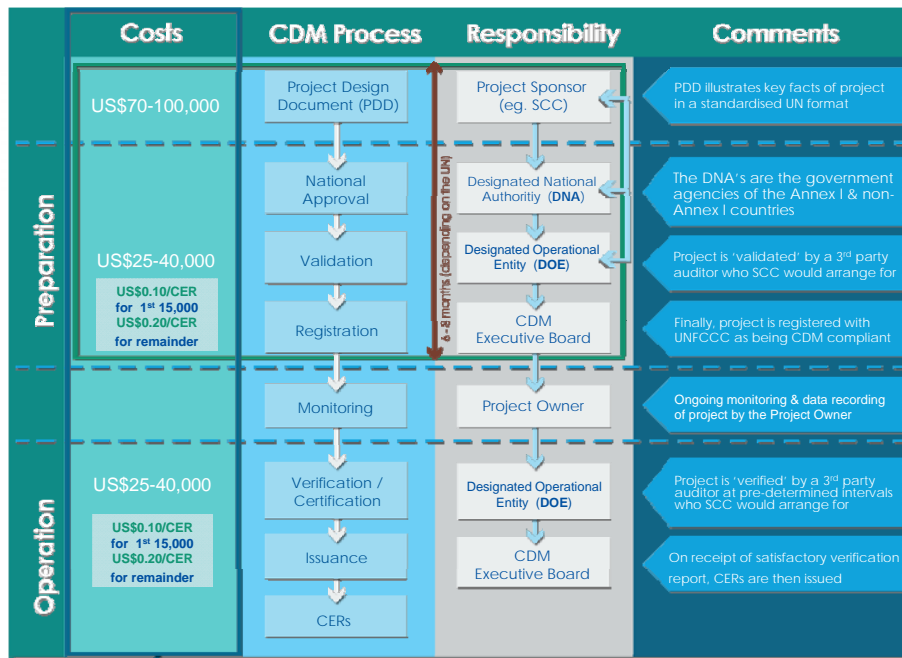 Costs
CDM Process
Responsibility
Comments
Preparation
US$70-100,000
Project Design
Document (PDD)
Project Sponsor
(eg. SCC)
PDD illustrates key facts of project
in a standardised UN format
6 - 8 months (depending on the UN)
National
Approval
Designated National
Authoritiy (DNA)
The DNA's are the government
agencies of the Annex I & non-
Annex I countries
US$25-40,000
US$0.10/CER
for 1st 15,000
US$0.20/CER
for remainder
Validation
Designated Operational
Entity (DOE)
Project is 'validated' by a 3rd party
auditor who SCC would arrange for
Registration
CDM
Executive Board
Finally, project is registered with
UNFCCC as being CDM compliant
Monitoring
Project Owner
Ongoing monitoring & data recording
of project by the Project Owner
Operation
US$25-40,000
US$0.10/CER
for 1st 15,000
US$0.20/CER
for remainder
Verification /
Certification
Designated Operational
Entity (DOE)
Project is 'verified' by a 3rd party
auditor at pre-determined intervals
who SCC would arrange for
Issuance
CDM
Executive Board
On receipt of satisfactory verification
report, CERs are then issued
CERs